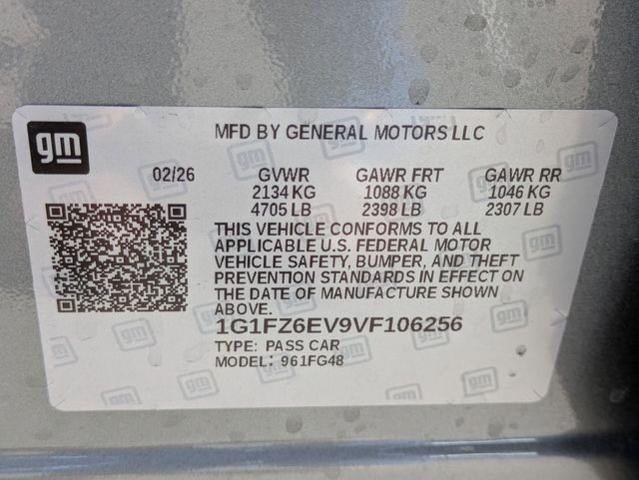 gm
MFD BY GENERAL MOTORS LLC
02/26 GVWR GAWR FRT GAWR RR
2134 KG 1088 KG 1046 KG
4705 LB 2398 LB 2307 LB
THIS VEHICLE CONFORMS TO ALL
APPLICABLE U.S. FEDERAL MOTOR
VEHICLE SAFETY, BUMPER, AND THEFT
PREVENTION STANDARDS IN EFFECT ON
THE DATE OF MANUFACTURE SHOWN
ABOVE.
1G1FZ6EV9VF106256
TYPE: PASS CAR
MODEL: 961FG48